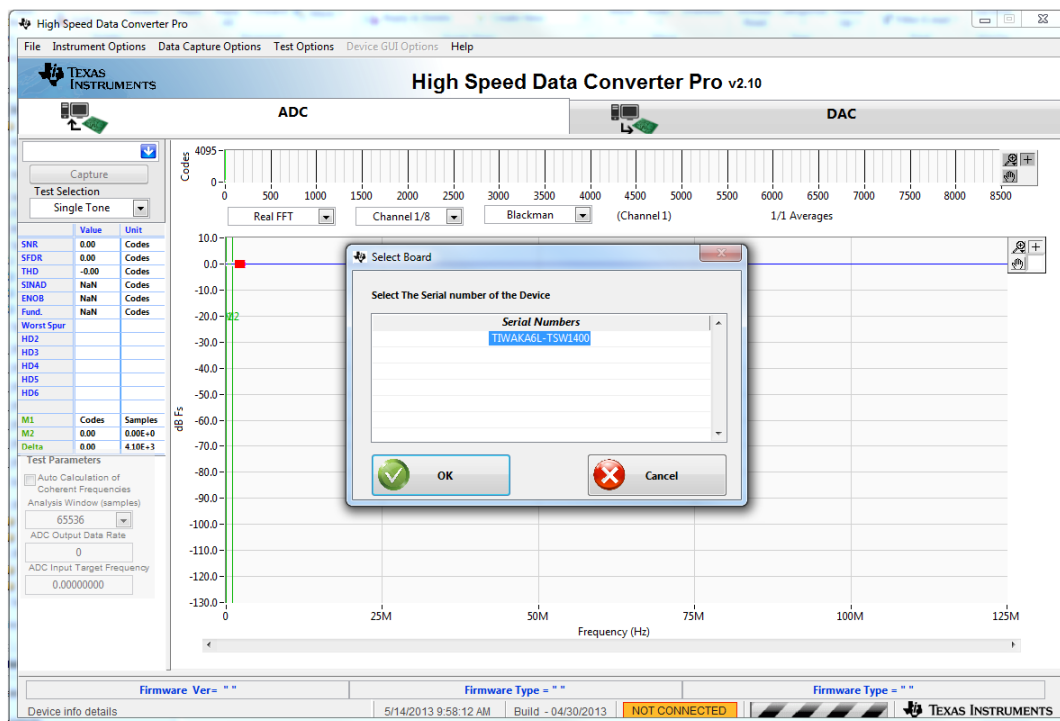 High Speed Data Converter Pro
File Instrument Options Data Capture Options Test Options Device GUI Options Help
TEXAS INSTRUMENTS
High Speed Data Converter Pro v2.10
ADC
DAC
Capture
Test Selection
Single Tone
Value Unit
SNR 0.00 Codes
SFDR 0.00 Codes
THD -0.00 Codes
SINAD NaN Codes
ENOB NaN Codes
Fund. NaN Codes
Worst Spur
HD2
HD3
HD4
HD5
HD6
M1 Codes Samples
M2 0.00 0.00E+0
Delta 0.00 4.10E+3
Test Parameters
Auto Calculation of
Coherent Frequencies
Analysis Window (samples)
65536
ADC Output Data Rate
0
ADC Input Target Frequency
0.00000000
Codes
4095
0
0 500 1000 1500 2000 2500 3000 3500 4000 4500 5000 5500 6000 6500 7000 7500 8000 8500
Real FFT Channel 1/8 Blackman (Channel 1) 1/1 Averages
dB Fs
10.0
0.0
-10.0
-20.0
-30.0
-40.0
-50.0
-60.0
-70.0
-80.0
-90.0
-100.0
-110.0
-120.0
-130.0
0 25M 50M 75M 100M 125M
Frequency (Hz)
Select Board
Select The Serial number of the Device
Serial Numbers
TIWAKA6L-TSW1400
OK
Cancel
Firmware Ver= " " Firmware Type = " " Firmware Type = " "
Device info details 5/14/2013 9:58:12 AM Build - 04/30/2013 NOT CONNECTED TEXAS INSTRUMENTS